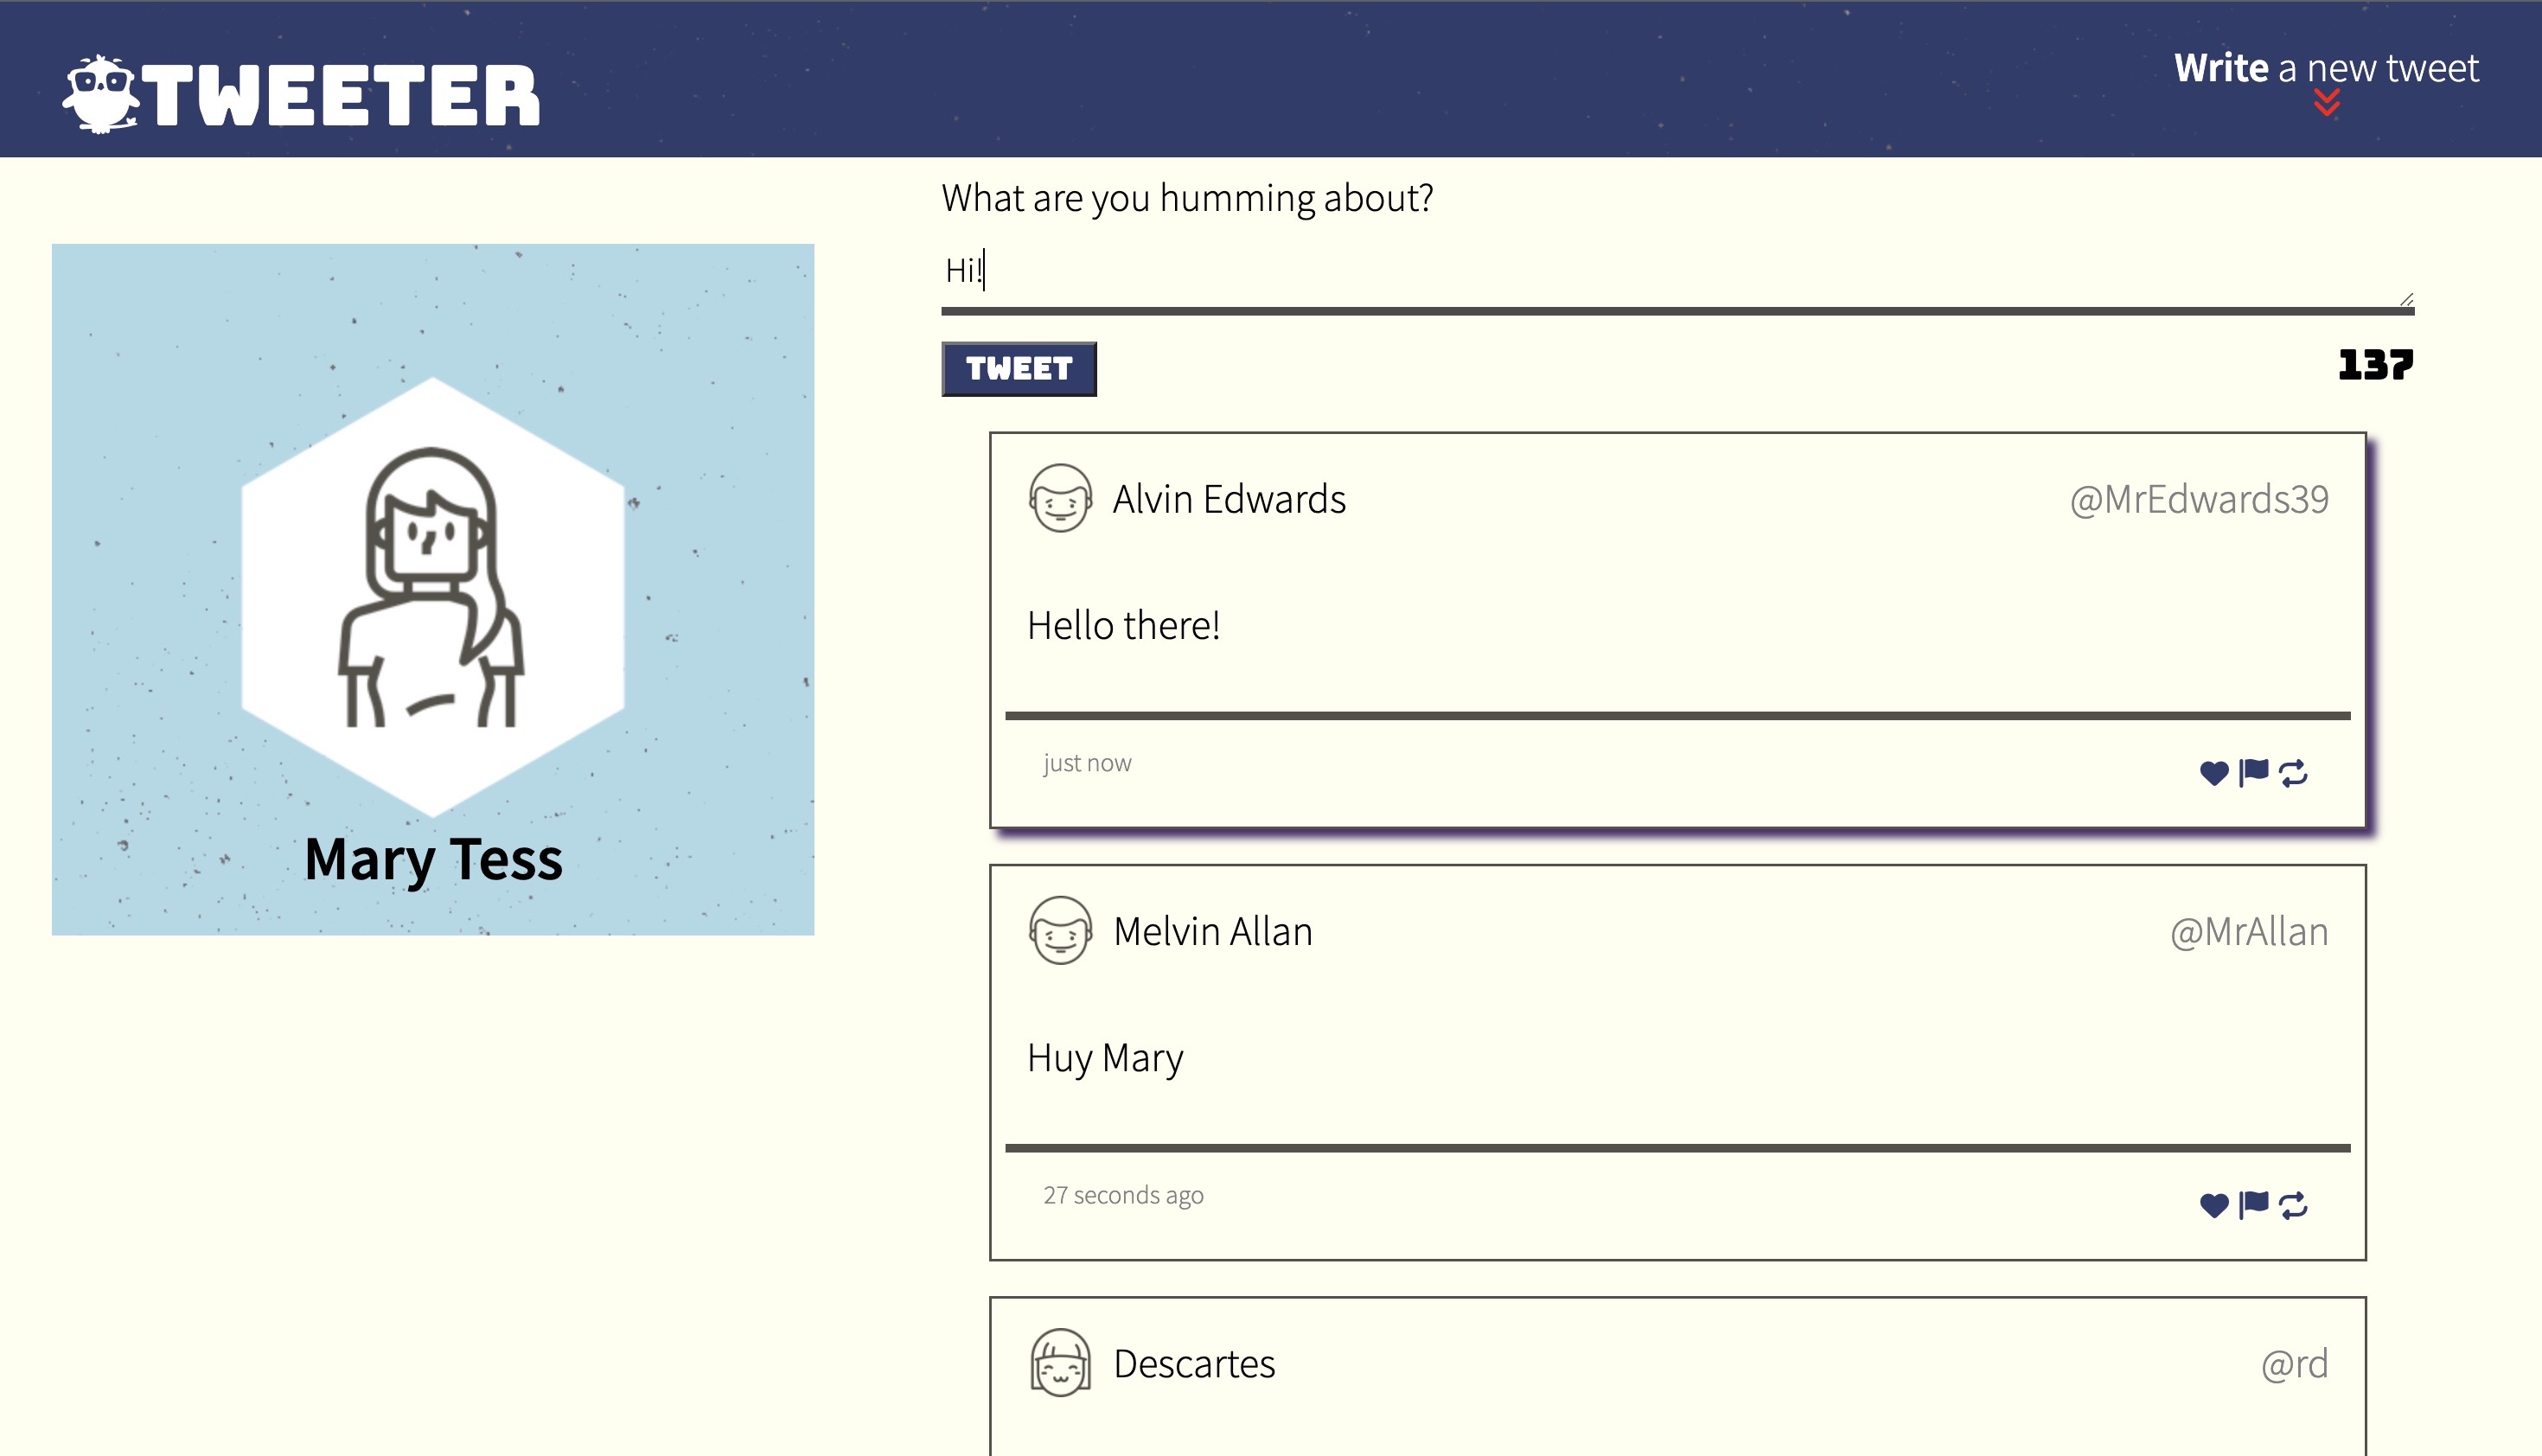 TWEETER
Write a new tweet
What are you humming about?
Hi!
TWEET
137
Mary Tess
Alvin Edwards
@MrEdwards39
Hello there!
just now
Melvin Allan
@MrAllan
Huy Mary
27 seconds ago
Descartes
@rd